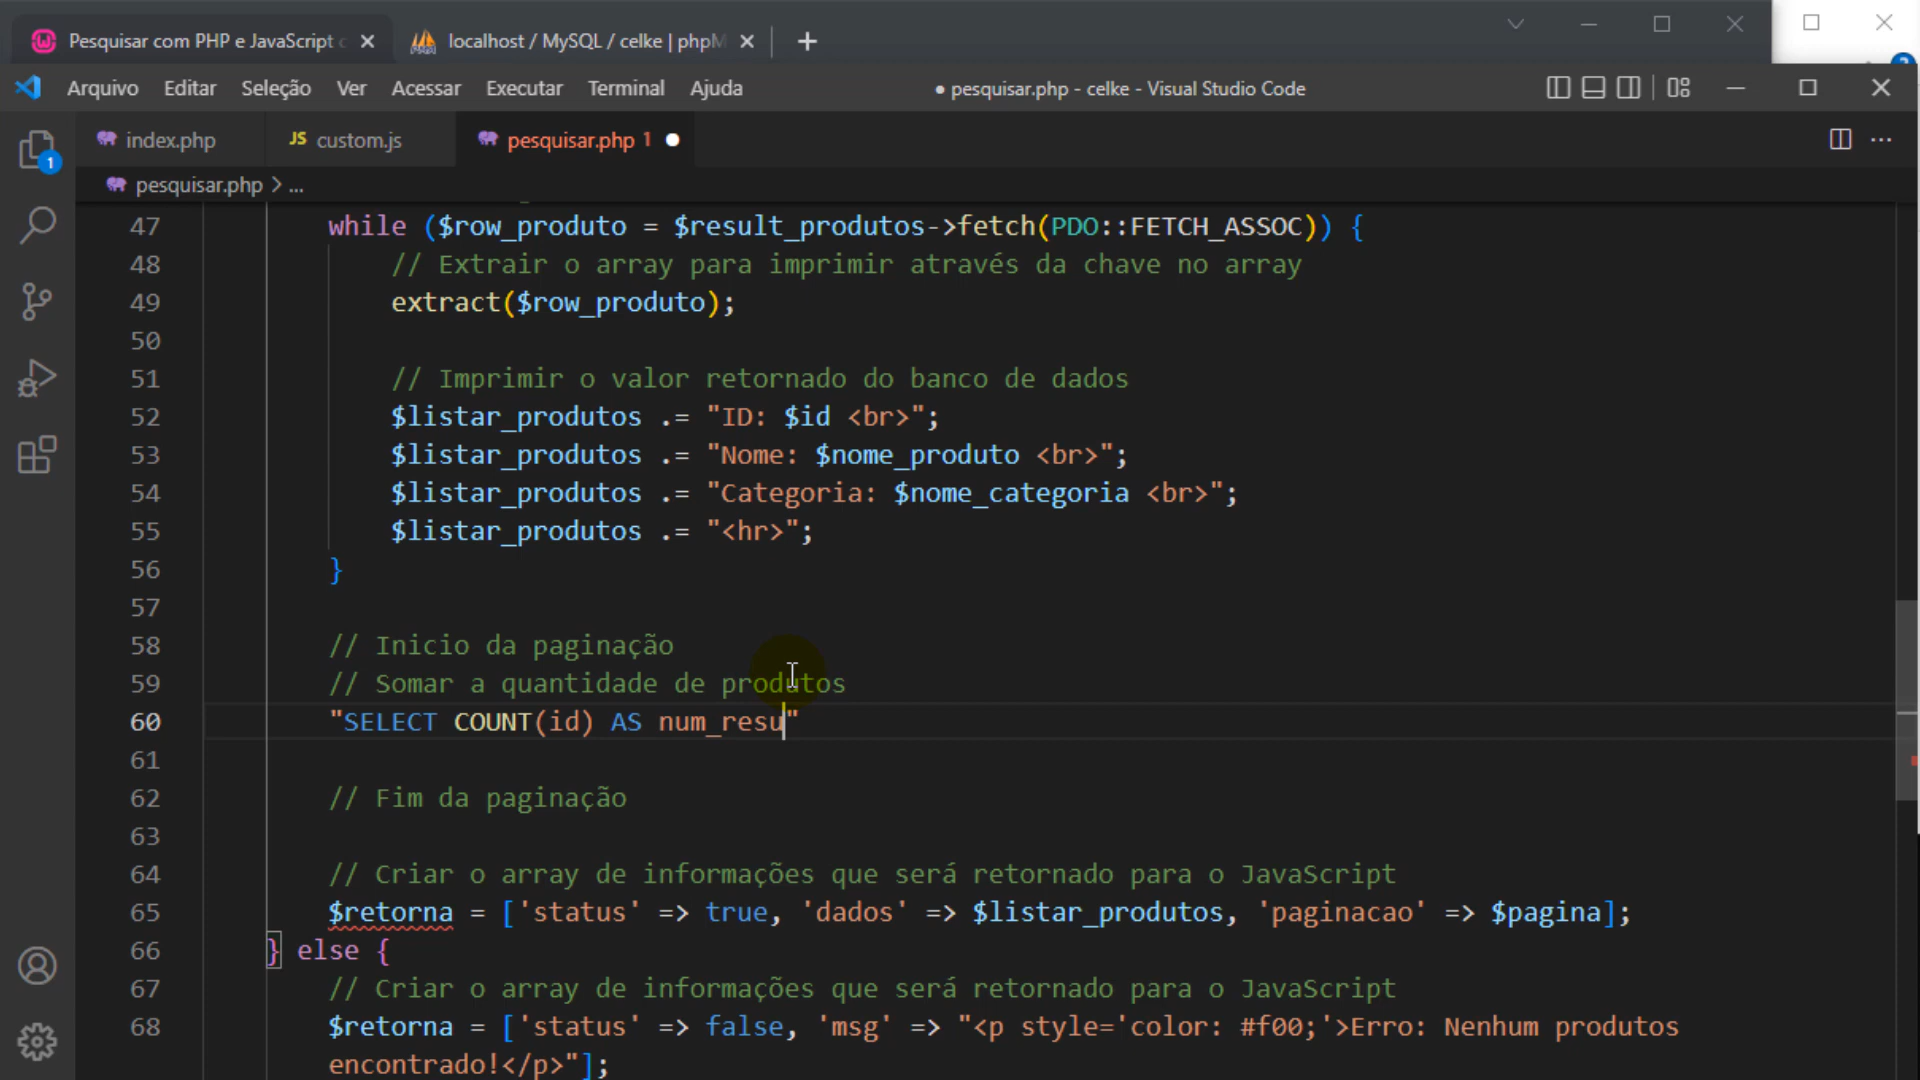 Pesquisar com PHP e JavaScript c
localhost / MySQL / celke | phpM
Arquivo Editar Seleção Ver Acessar Executar Terminal Ajuda
● pesquisar.php - celke - Visual Studio Code
index.php
JS custom.js
pesquisar.php 1
1
pesquisar.php > ...
47 while ($row_produto = $result_produtos->fetch(PDO::FETCH_ASSOC)) {
48 // Extrair o array para imprimir através da chave no array
49 extract($row_produto);
50
51 // Imprimir o valor retornado do banco de dados
52 $listar_produtos .= "ID: $id <br>";
53 $listar_produtos .= "Nome: $nome_produto <br>";
54 $listar_produtos .= "Categoria: $nome_categoria <br>";
55 $listar_produtos .= "<hr>";
56 }
57
58 // Inicio da paginação
59 // Somar a quantidade de produtos
60 "SELECT COUNT(id) AS num_resu"
61
62 // Fim da paginação
63
64 // Criar o array de informações que será retornado para o JavaScript
65 $retorna = ['status' => true, 'dados' => $listar_produtos, 'paginacao' => $pagina];
66 } else {
67 // Criar o array de informações que será retornado para o JavaScript
68 $retorna = ['status' => false, 'msg' => "<p style='color: #f00;'>Erro: Nenhum produtos
encontrado!</p>"];